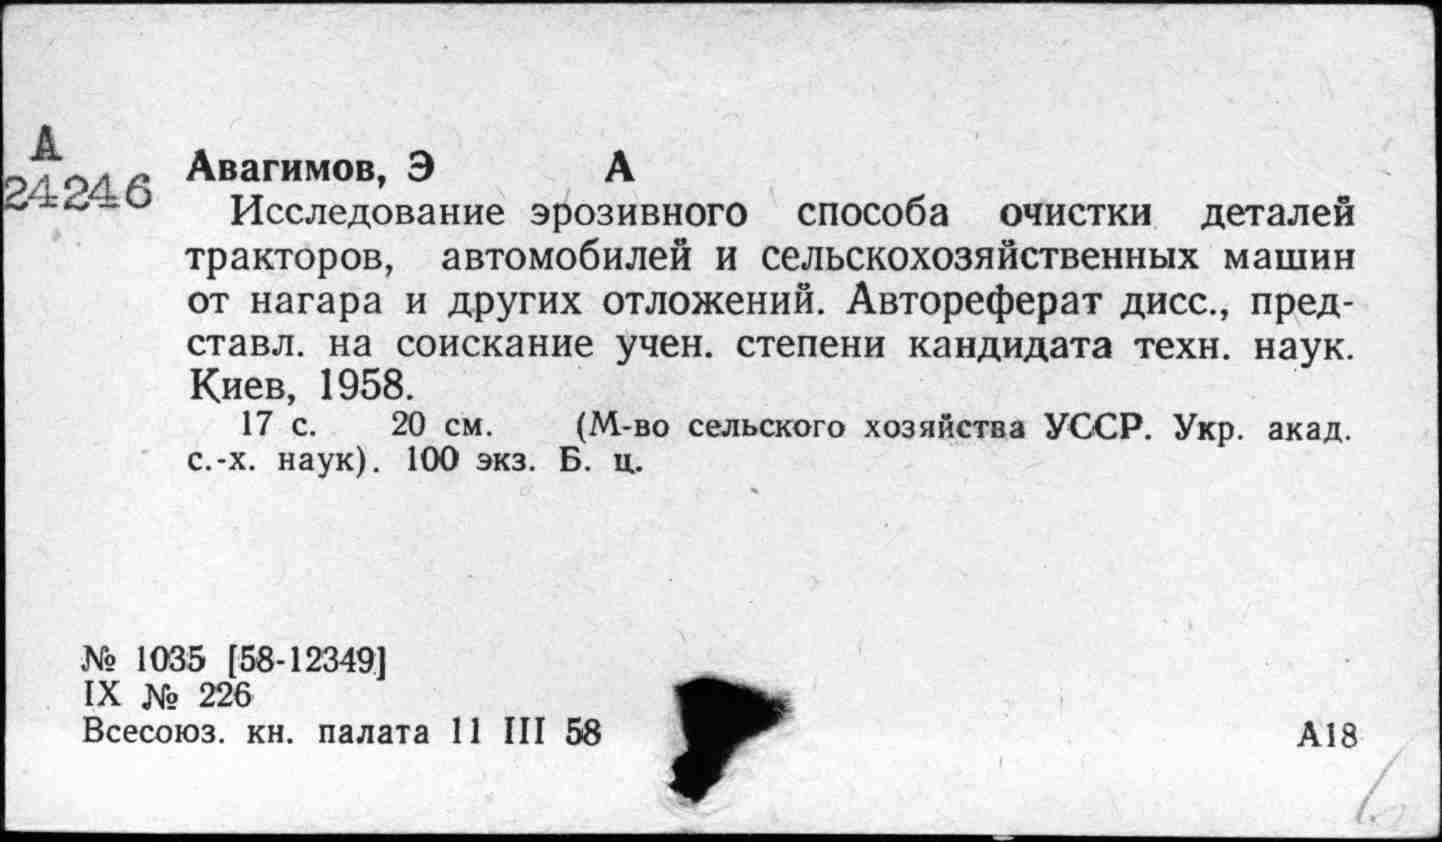 А
24246
Авагимов, Э А
Исследование эрозивного способа очистки деталей
тракторов, автомобилей и сельскохозяйственных машин
от нагара и других отложений. Автореферат дисс., пред-
ставл. на соискание учен. степени кандидата техн. наук.
Киев, 1958.
17 с. 20 см. (М-во сельского хозяйства УССР. Укр. акад.
с.-х. наук). 100 экз. Б. ц.
№ 1035 [58-12349]
IX № 226
Всесоюз. кн. палата 11 III 58
А18